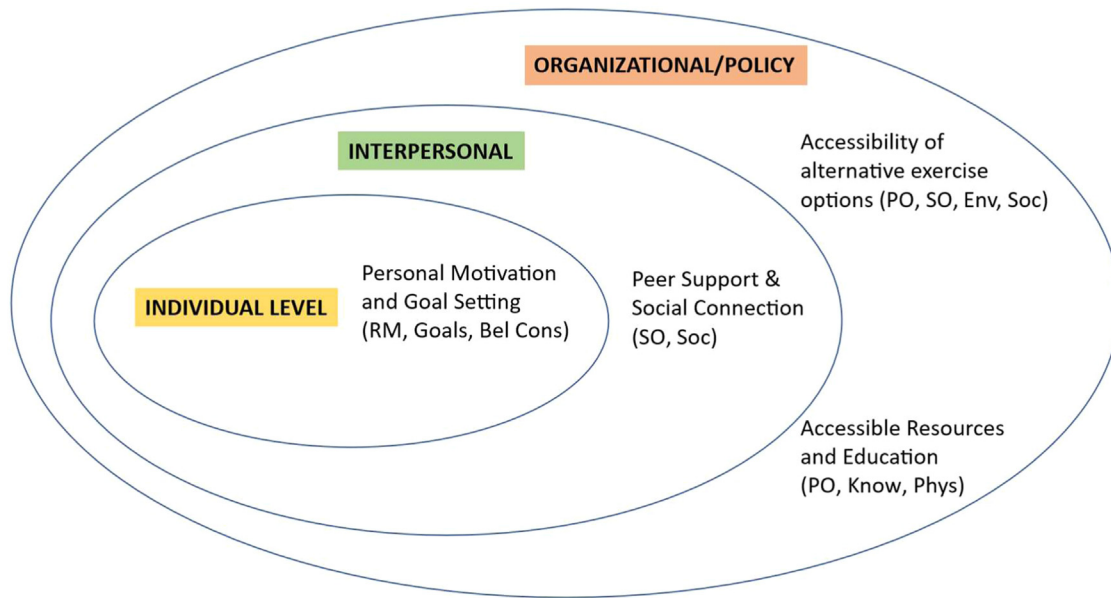 ORGANIZATIONAL/POLICY
INTERPERSONAL
INDIVIDUAL LEVEL
Personal Motivation
and Goal Setting
(RM, Goals, Bel Cons)
Peer Support &
Social Connection
(SO, Soc)
Accessibility of
alternative exercise
options (PO, SO, Env, Soc)
Accessible Resources
and Education
(PO, Know, Phys)